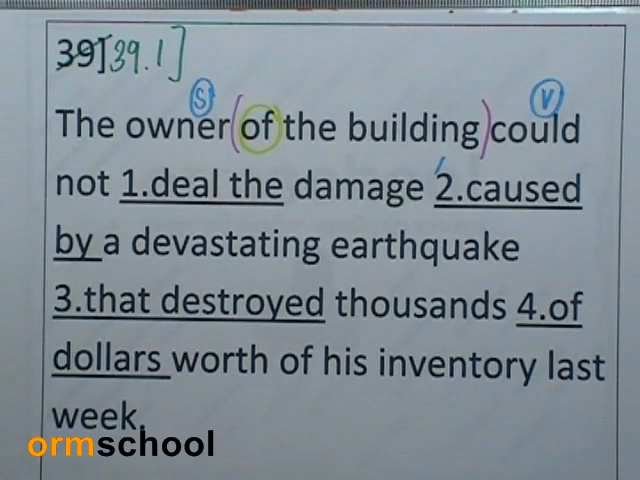 39][39.1]
S V
The owner (of the building) could
not 1.deal the damage 2.caused
by a devastating earthquake
3.that destroyed thousands 4.of
dollars worth of his inventory last
week.
ormschool